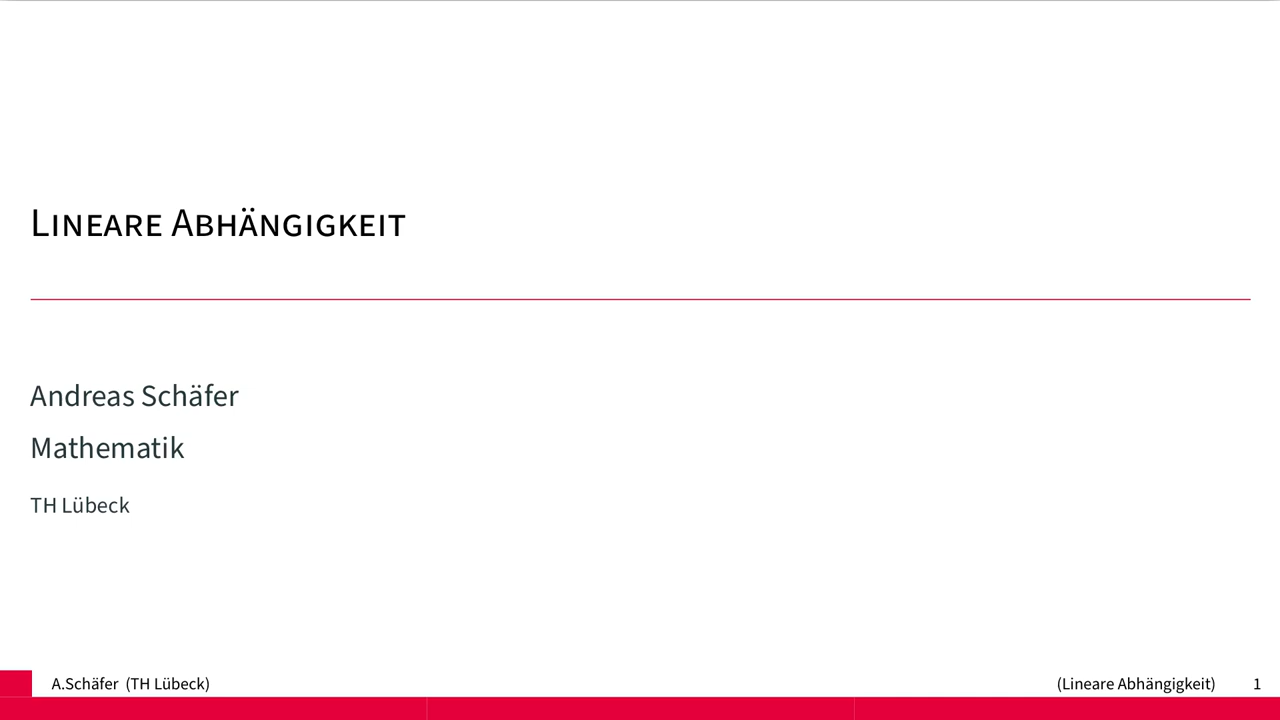 Lineare Abhängigkeit
Andreas Schäfer
Mathematik
TH Lübeck
A.Schäfer (TH Lübeck)
(Lineare Abhängigkeit) 1